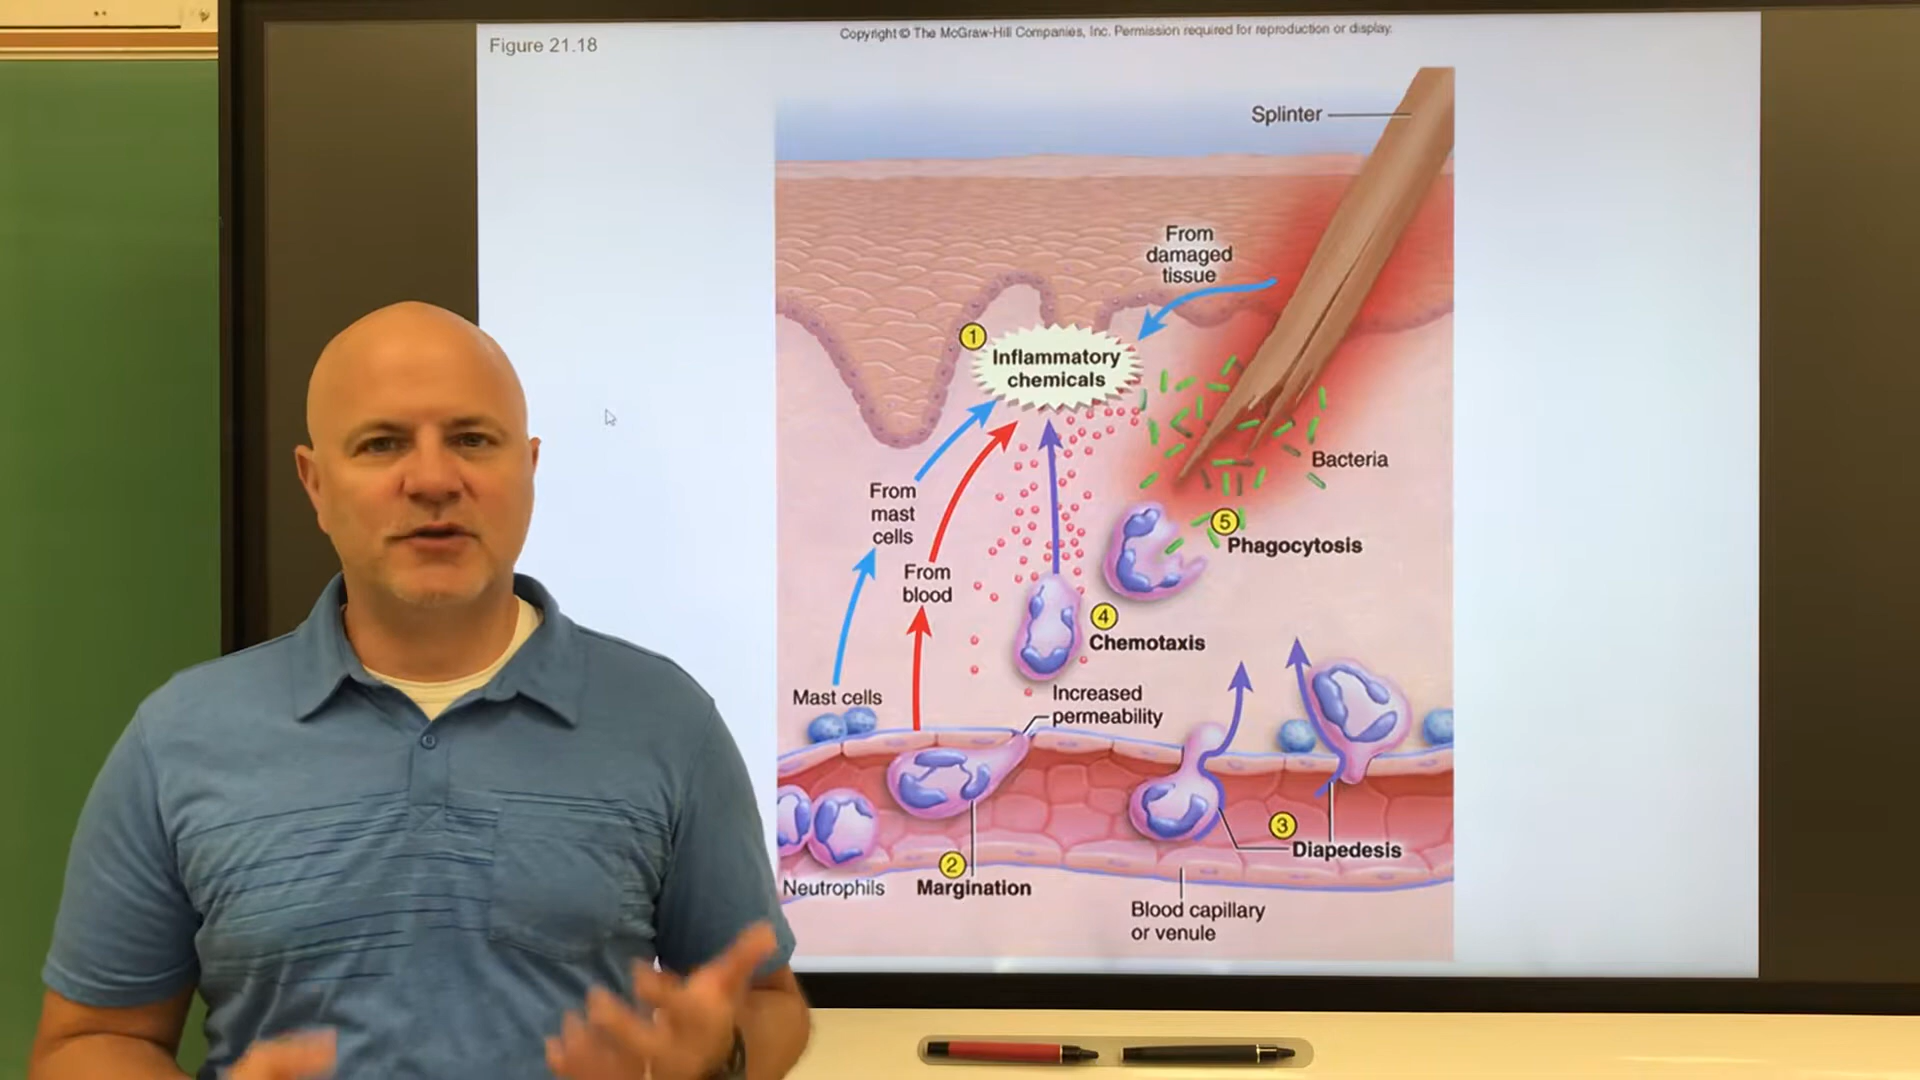 Figure 21.18
Copyright © The McGraw-Hill Companies, Inc. Permission required for reproduction or display.
Splinter
From
damaged
tissue
1
Inflammatory
chemicals
Bacteria
From
mast
cells
5
Phagocytosis
From
blood
4
Chemotaxis
Mast cells
Increased
permeability
3
Diapedesis
2
Neutrophils
Margination
Blood capillary
or venule